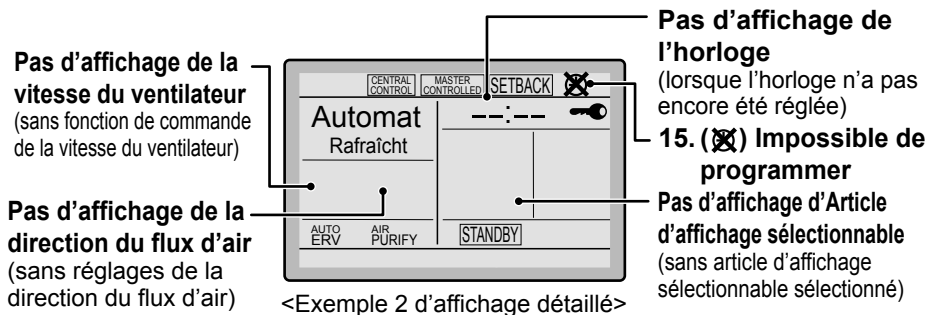 Pas d’affichage de la
vitesse du ventilateur
(sans fonction de commande
de la vitesse du ventilateur)
Pas d’affichage de la
direction du flux d’air
(sans réglages de la
direction du flux d’air)
CENTRAL CONTROL
MASTER CONTROLLED
SETBACK
Automat
Rafraîcht
--:--
AUTO ERV
AIR PURIFY
STANDBY
<Exemple 2 d’affichage détaillé>
Pas d’affichage de
l’horloge
(lorsque l’horloge n’a pas
encore été réglée)
15. ( ) Impossible de
programmer
Pas d’affichage d’Article
d’affichage sélectionnable
(sans article d’affichage
sélectionnable sélectionné)